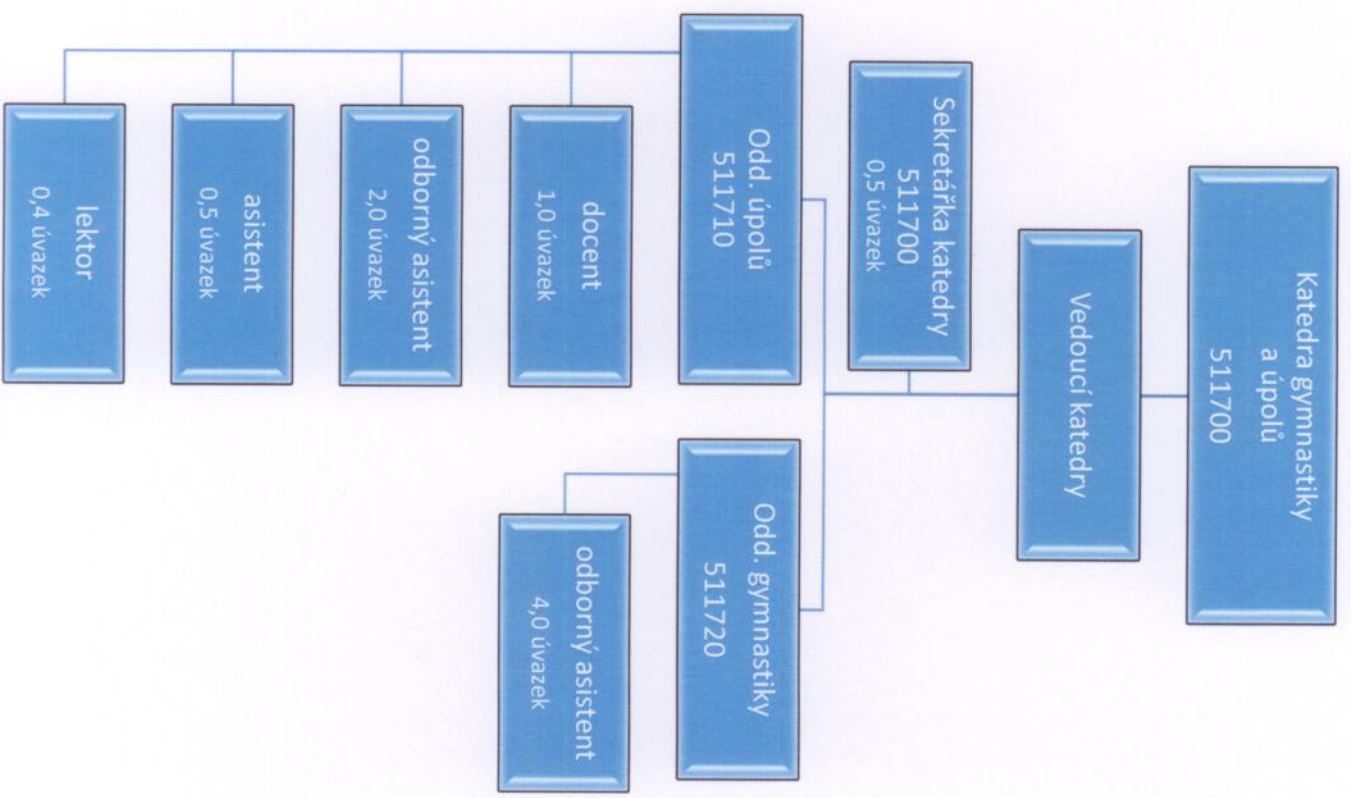 Katedra gymnastiky
a úpolů
511700
Vedoucí katedry
Sekretářka katedry
511700
0,5 úvazek
Odd. úpolů
511710
docent
1,0 úvazek
odborný asistent
2,0 úvazek
asistent
0,5 úvazek
lektor
0,4 úvazek
Odd. gymnastiky
511720
odborný asistent
4,0 úvazek